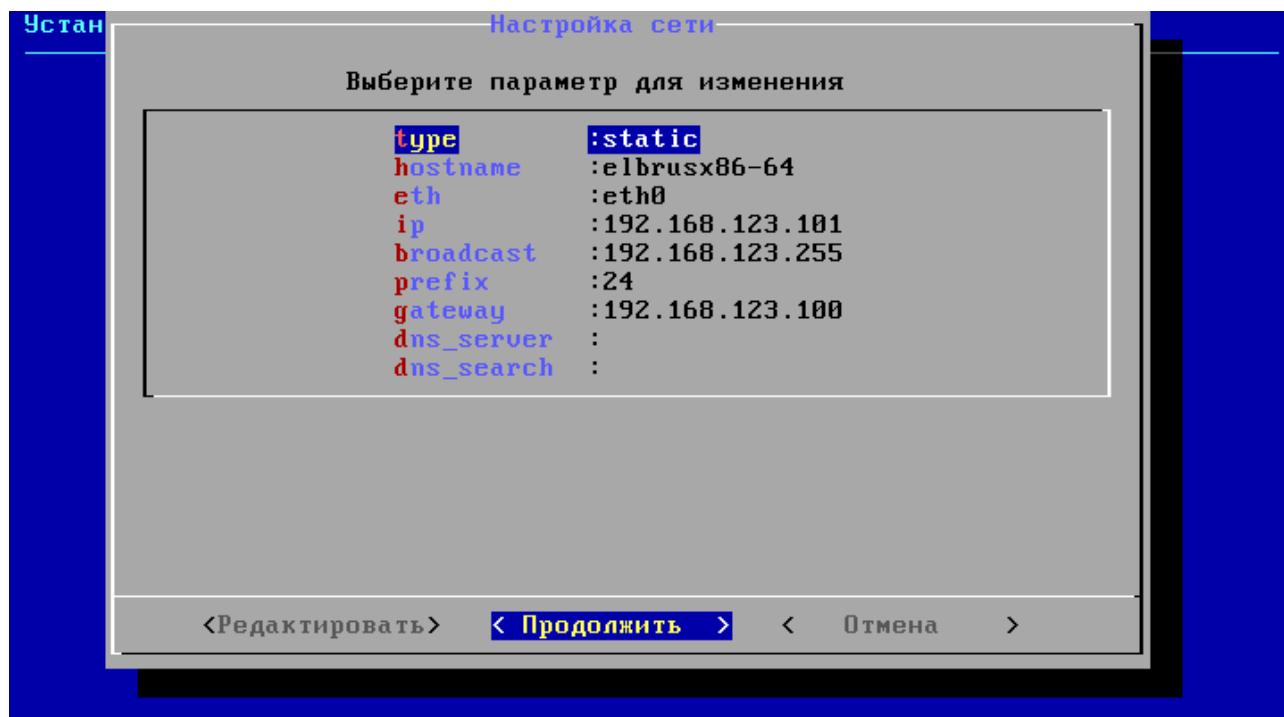 Устан
Настройка сети
Выберите параметр для изменения
type :static
hostname :elbrusx86-64
eth :eth0
ip :192.168.123.101
broadcast :192.168.123.255
prefix :24
gateway :192.168.123.100
dns_server :
dns_search :
<Редактировать> < Продолжить > < Отмена >